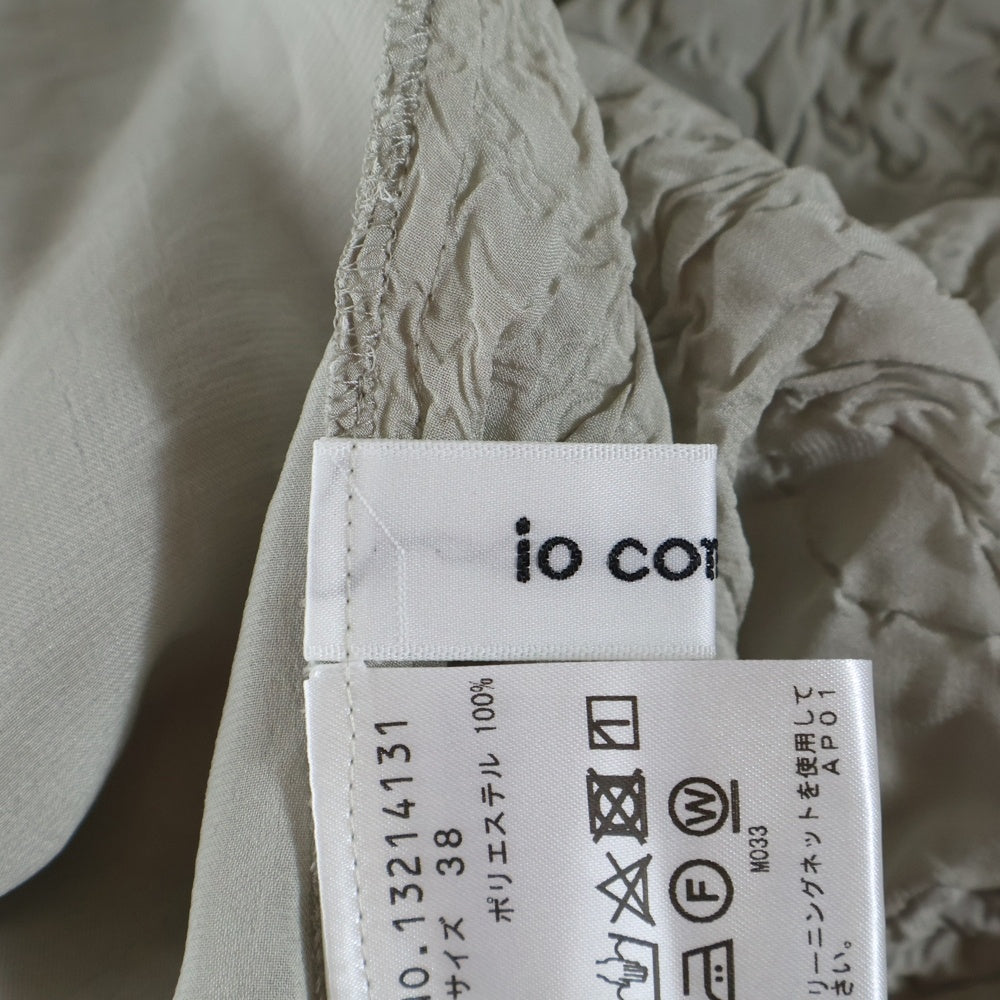 io com
no.13214131
サイズ 38
ポリエステル 100%
W
F
M033
リーニングネットを使用して
さい。
AP01